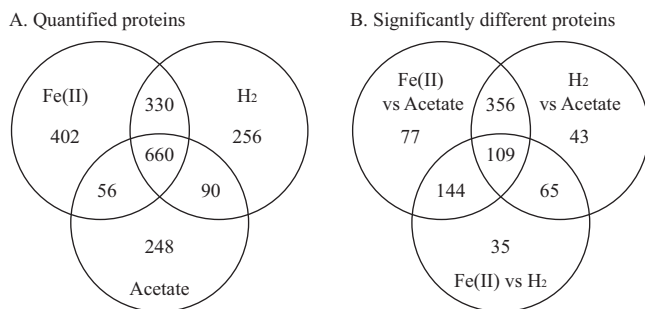 A. Quantified proteins
Fe(II)
330
H₂
402
256
660
56
90
248
Acetate
B. Significantly different proteins
Fe(II)
vs Acetate
356
H₂
vs Acetate
77
43
109
144
65
35
Fe(II) vs H₂